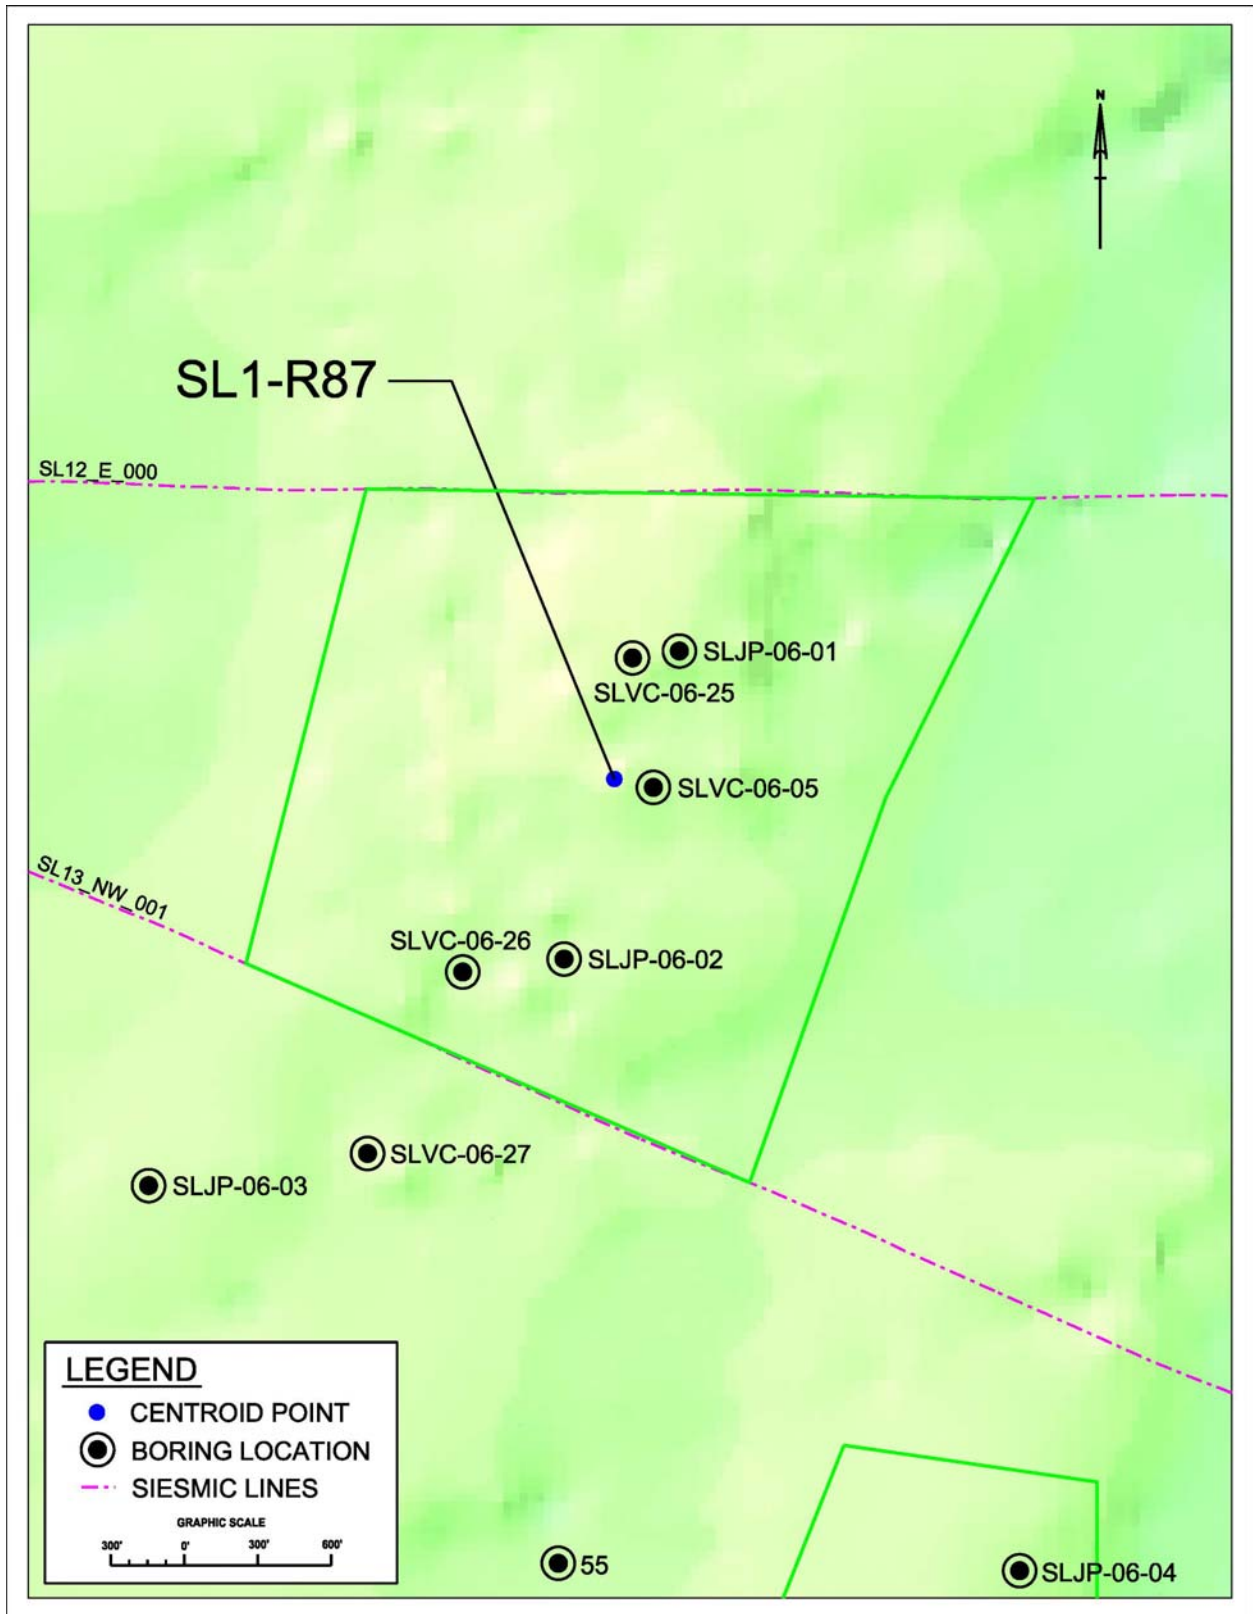 N
SL1-R87
SL12_E_000
SLJP-06-01
SLVC-06-25
SLVC-06-05
SL13_NW_001
SLVC-06-26
SLJP-06-02
SLVC-06-27
SLJP-06-03
LEGEND
CENTROID POINT
BORING LOCATION
SIESMIC LINES
GRAPHIC SCALE
300' 0' 300' 600'
55
SLJP-06-04